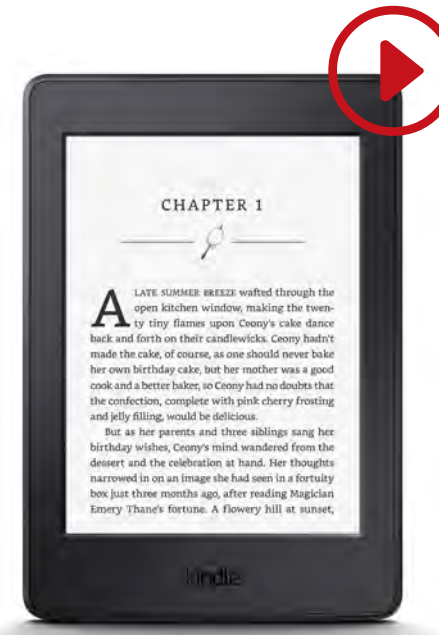 CHAPTER 1
A LATE SUMMER BREEZE wafted through the
open kitchen window, making the twen-
ty tiny flames upon Ceony's cake dance
back and forth on their candlewicks. Ceony hadn't
made the cake, of course, as one should never bake
her own birthday cake, but her mother was a good
cook and a better baker, so Ceony had no doubts that
the confection, complete with pink cherry frosting
and jelly filling, would be delicious.
But as her parents and three siblings sang her
birthday wishes, Ceony's mind wandered from the
dessert and the celebration at hand. Her thoughts
narrowed in on an image she had seen in a fortuity
box just three months ago, after reading Magician
Emery Thane's fortune. A flowery hill at sunset,
kindle